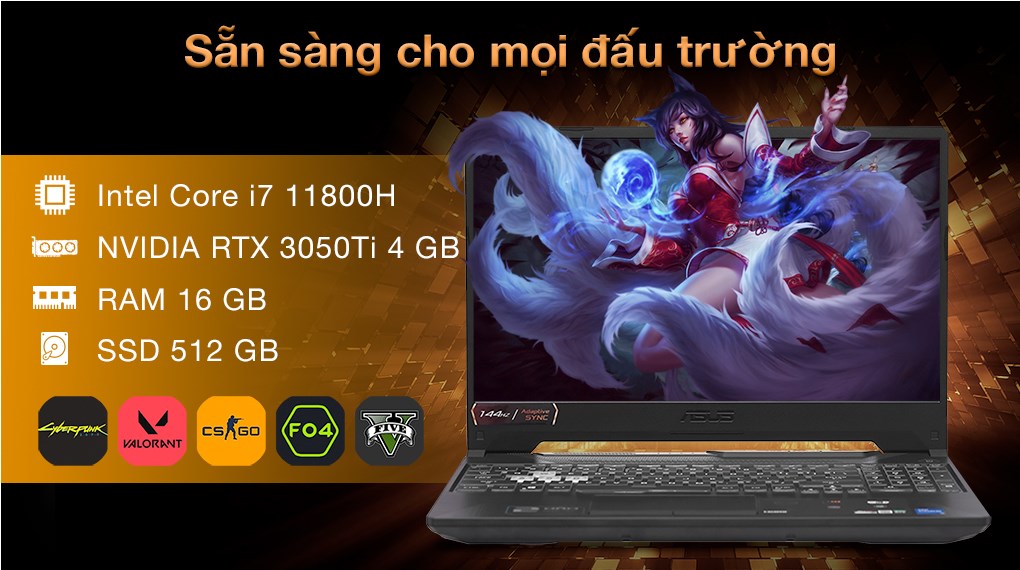 Sẵn sàng cho mọi đấu trường
Intel Core i7 11800H
NVIDIA RTX 3050Ti 4 GB
RAM 16 GB
SSD 512 GB
Cyberpunk
VALORANT
CS GO
FO4
V
FIVE
144Hz
Adaptive
SYNC
ASUS